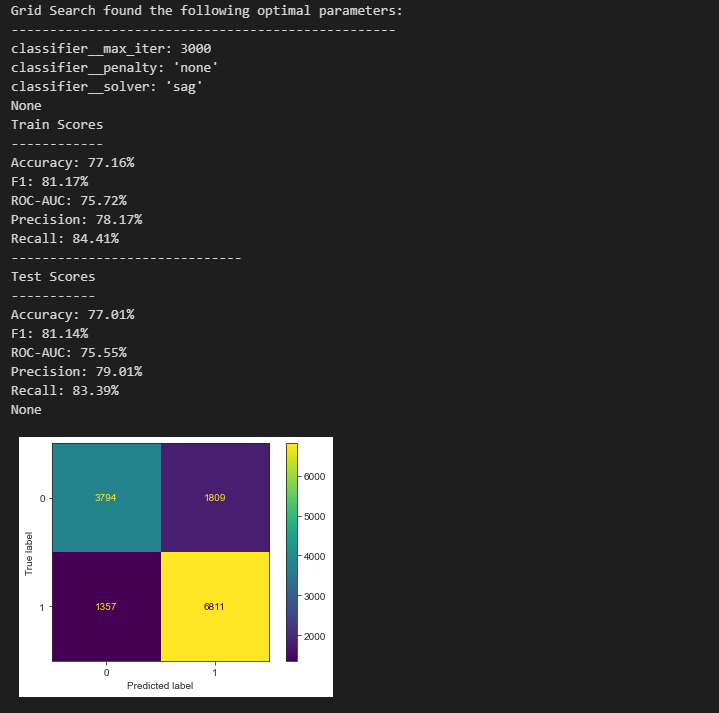 Grid Search found the following optimal parameters:
--------------------------------------------------
classifier__max_iter: 3000
classifier__penalty: 'none'
classifier__solver: 'sag'
None
Train Scores
------------
Accuracy: 77.16%
F1: 81.17%
ROC-AUC: 75.72%
Precision: 78.17%
Recall: 84.41%
------------------------------
Test Scores
-----------
Accuracy: 77.01%
F1: 81.14%
ROC-AUC: 75.55%
Precision: 79.01%
Recall: 83.39%
None
True label
0
3794 1809
1
1357 6811
0 1
Predicted label
6000
5000
4000
3000
2000